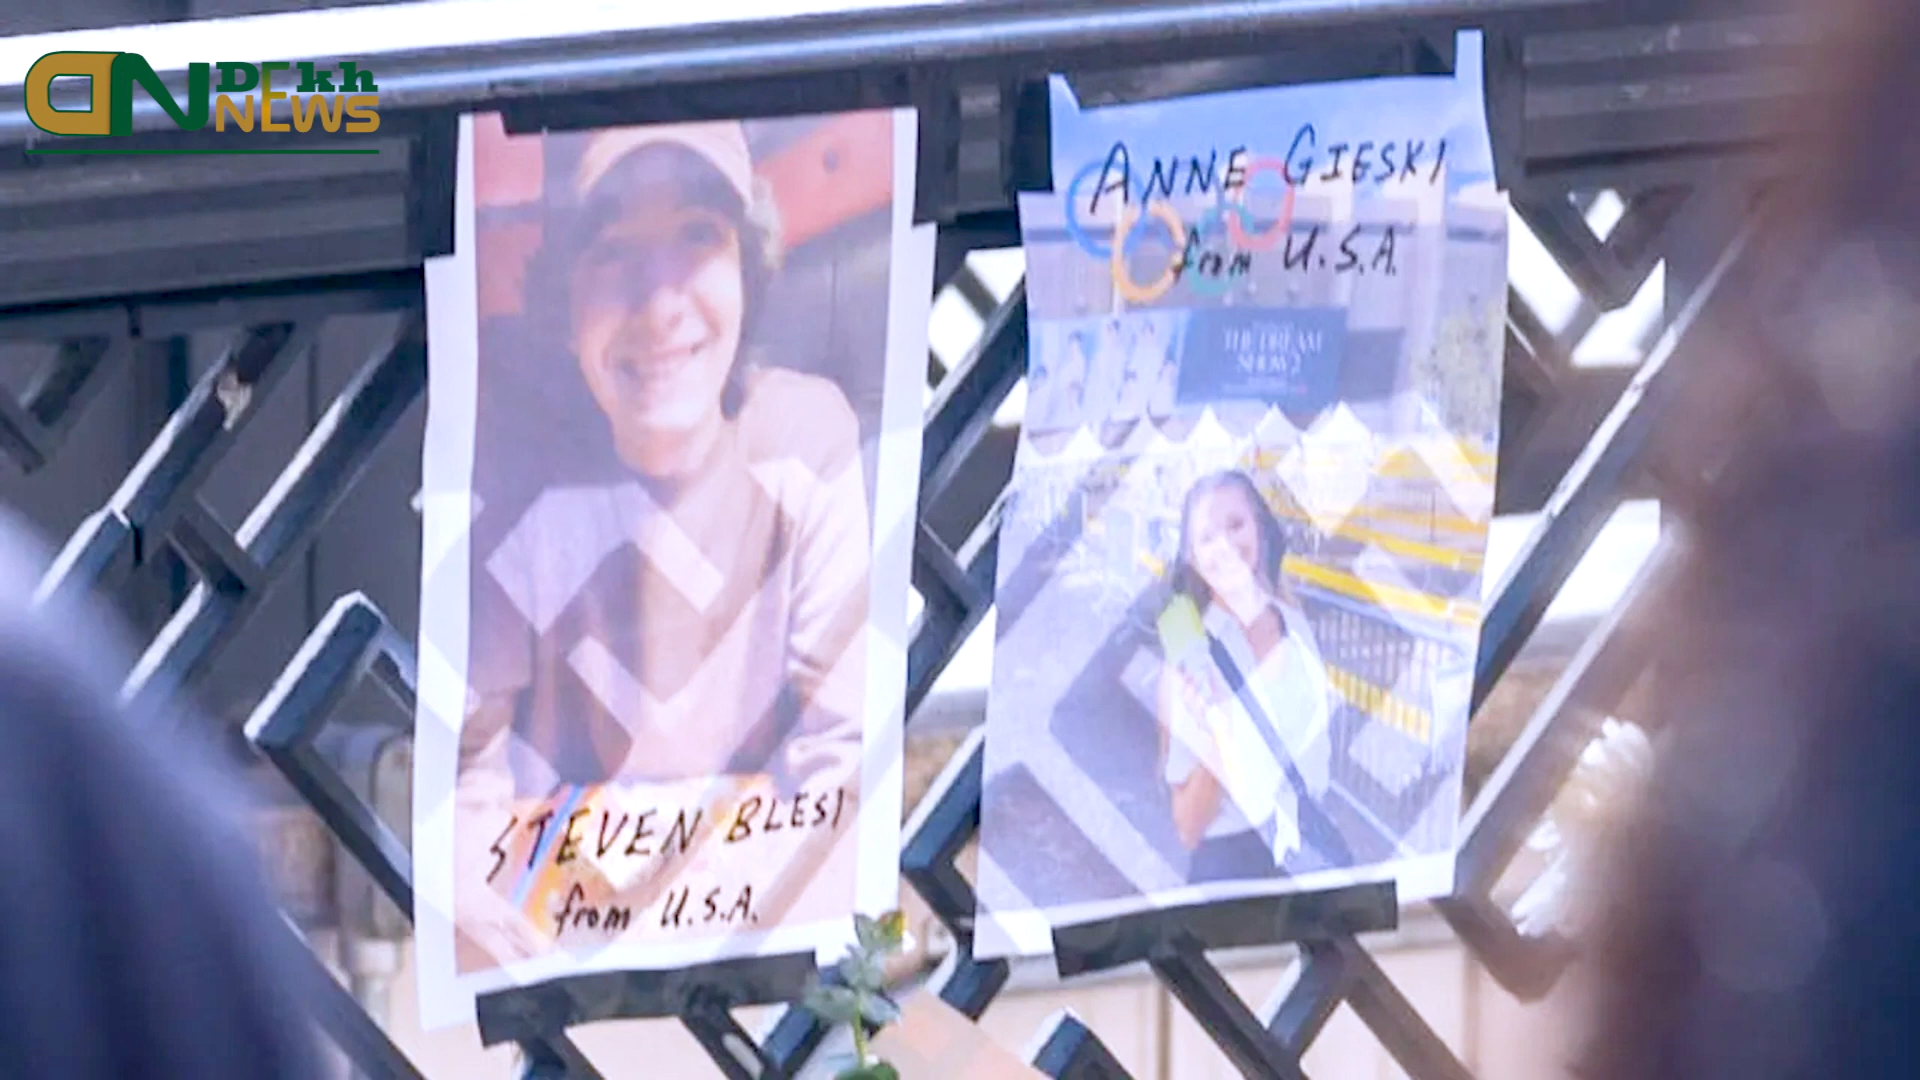 DN DEkh
NEWS
ANNE GIESKI
from U.S.A.
THE DREAM
SHOW 2
STEVEN BLESI
from U.S.A.